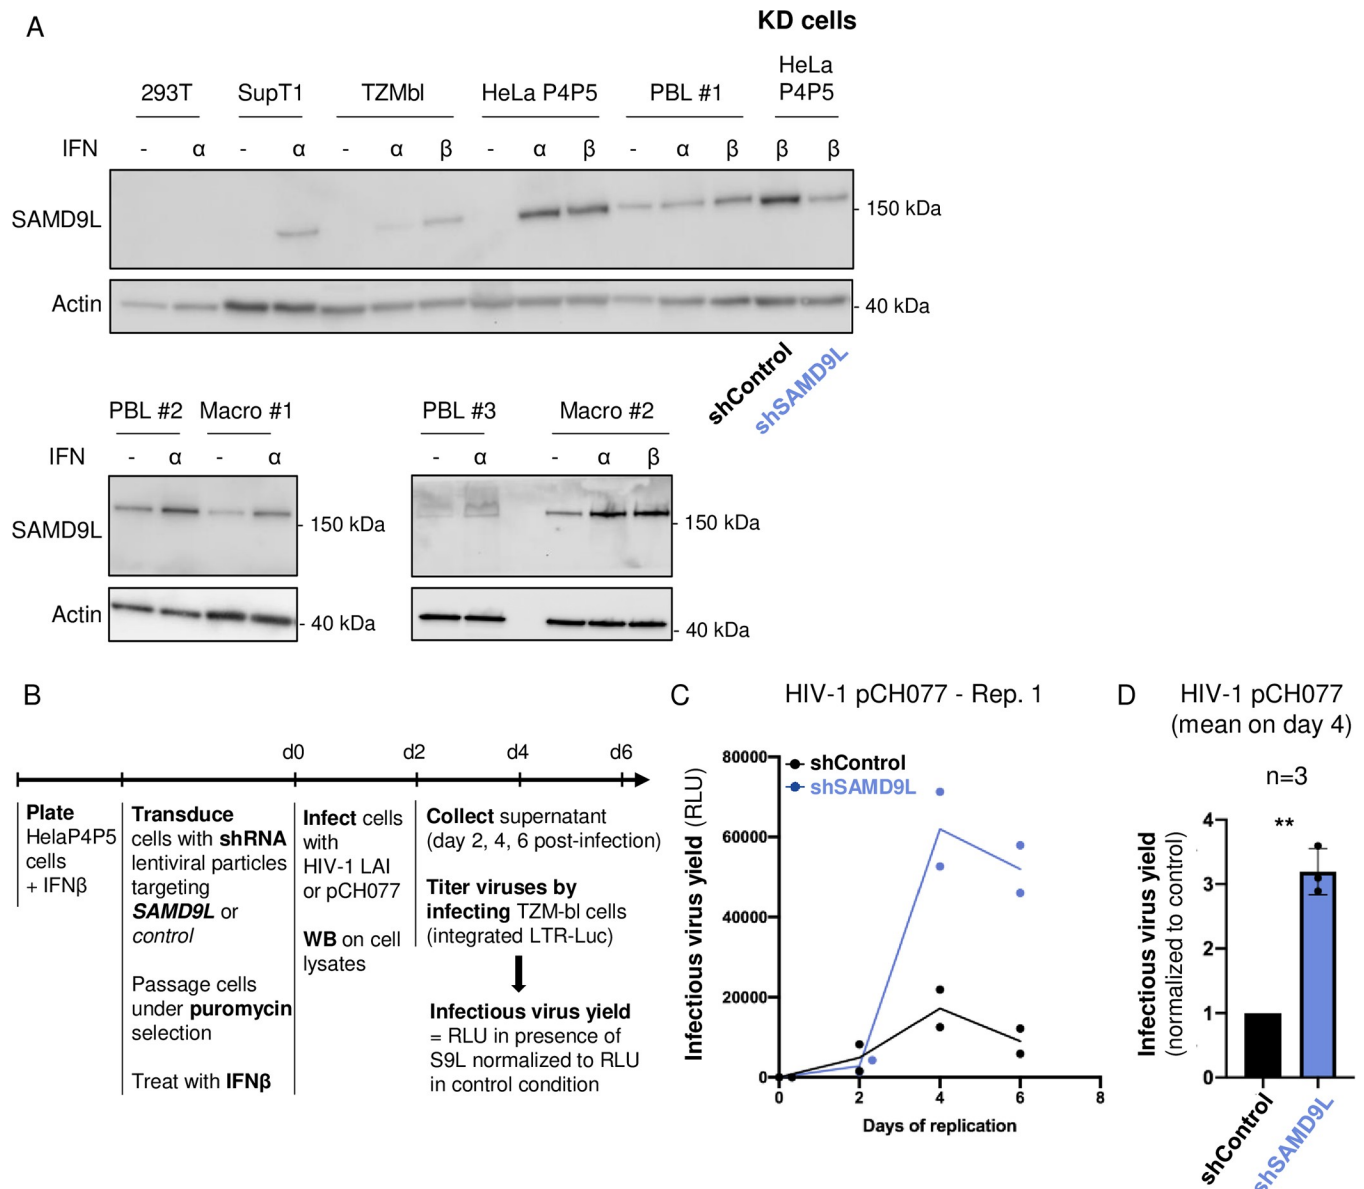 A
KD cells
293T SupT1 TZMbl HeLa P4P5 PBL #1 HeLa P4P5
IFN - α - α - α β - α β - α β β β
SAMD9L
150 kDa
Actin
40 kDa
shControl
shSAMD9L
PBL #2 Macro #1
IFN - α - α
SAMD9L
150 kDa
Actin
40 kDa
PBL #3 Macro #2
- α - α β
150 kDa
40 kDa
B
d0 d2 d4 d6
Plate
HelaP4P5
cells
+ IFNβ
Transduce
cells with shRNA
lentiviral particles
targeting
SAMD9L or
control
Passage cells
under puromycin
selection
Treat with IFNβ
Infect cells
with
HIV-1 LAI
or pCH077
WB on cell
lysates
Collect supernatant
(day 2, 4, 6 post-infection)
Titer viruses by
infecting TZM-bl cells
(integrated LTR-Luc)
Infectious virus yield
= RLU in presence of
S9L normalized to RLU
in control condition
C
HIV-1 pCH077 - Rep. 1
shControl
shSAMD9L
Infectious virus yield (RLU)
80000
60000
40000
20000
0
0 2 4 6 8
Days of replication
D
HIV-1 pCH077
(mean on day 4)
n=3
**
Infectious virus yield
(normalized to control)
4
3
2
1
0
shControl
shSAMD9L